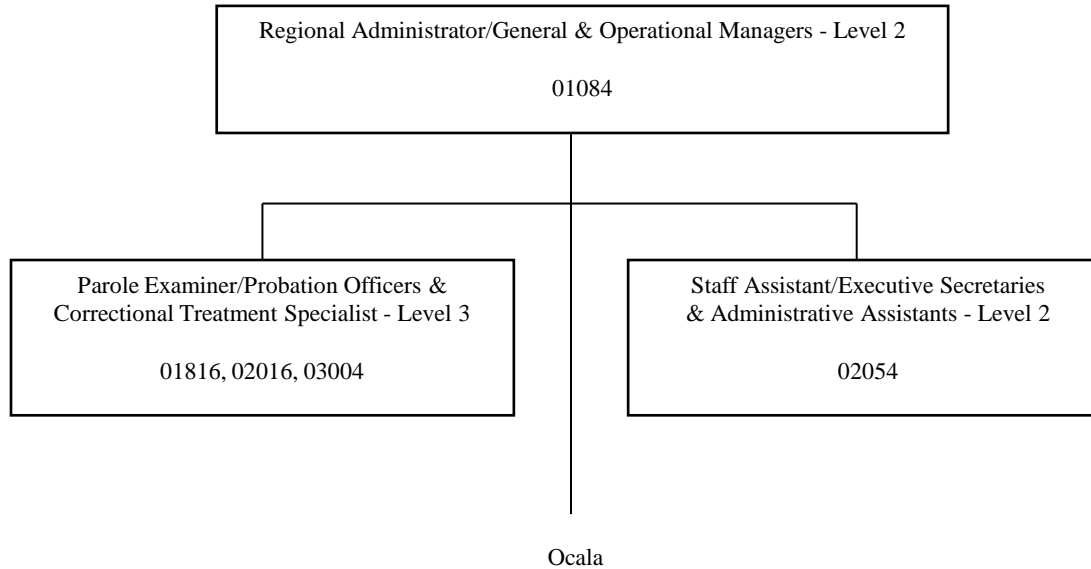 Regional Administrator/General & Operational Managers - Level 2
01084
Parole Examiner/Probation Officers &
Correctional Treatment Specialist - Level 3
01816, 02016, 03004
Staff Assistant/Executive Secretaries
& Administrative Assistants - Level 2
02054
Ocala